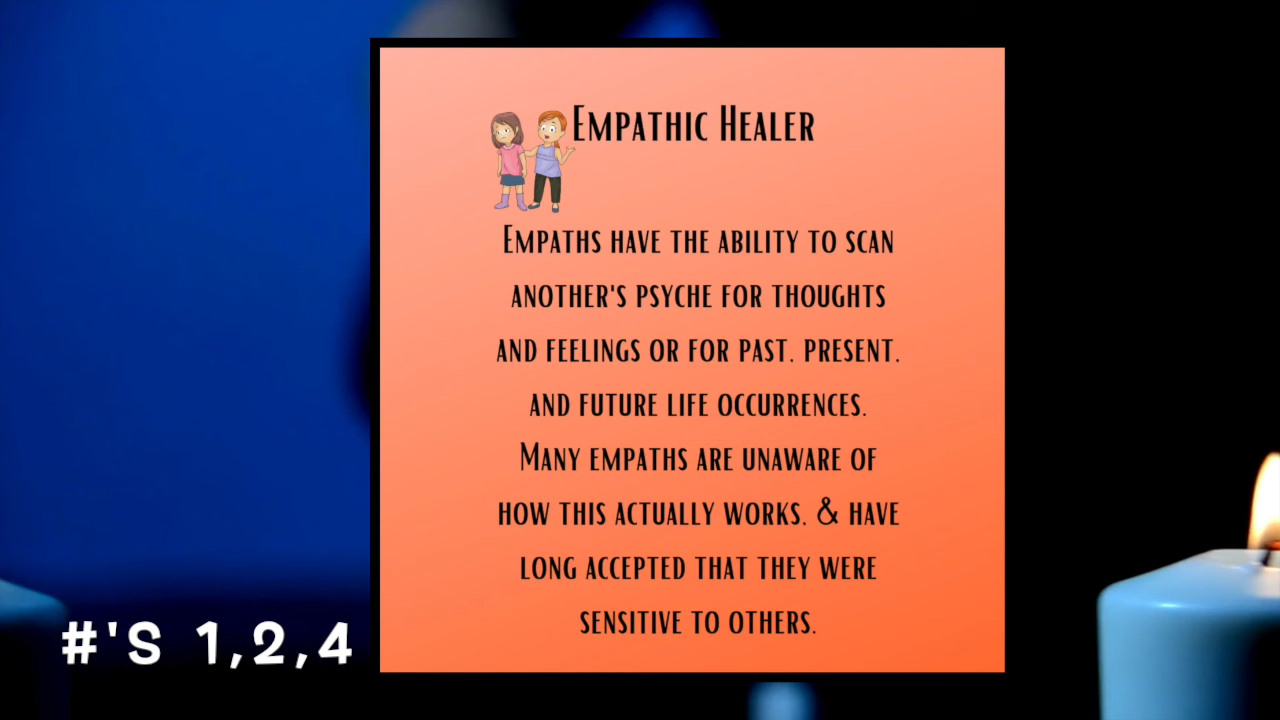 Empathic Healer
Empaths have the ability to scan
another's psyche for thoughts
and feelings or for past, present,
and future life occurrences.
Many empaths are unaware of
how this actually works, & have
long accepted that they were
sensitive to others.
#'S 1,2,4